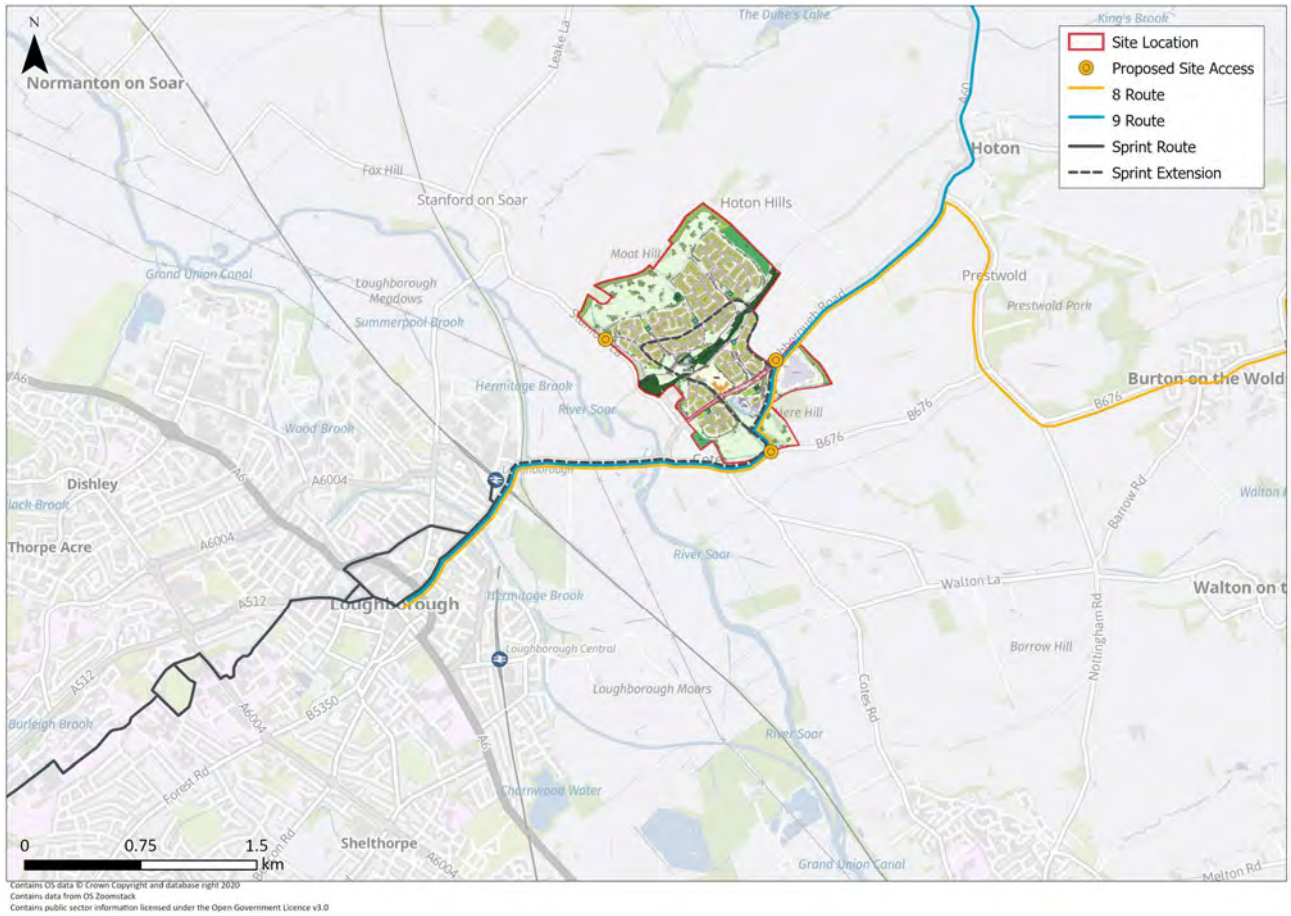 The Duke's Lake
King's Brook
N
Leake La
Site Location
Proposed Site Access
8 Route
9 Route
Sprint Route
Sprint Extension
Normanton on Soar
A60
Hoton
Fox Hill
Stanford on Soar
Hoton Hills
Moat Hill
Grand Union Canal
Loughborough
Meadows
Summerpool Brook
Prestwold
Prestwold Park
A6
Hermitage Brook
River Soar
Burton on the Wold
B676
B676
B676
Wood Brook
A6
A6004
Dishley
Barrow Rd
Thorpe Acre
A6004
River Soar
Walton La
Walton on t
A512
Loughborough
Hermitage Brook
Loughborough Central
Barrow Hill
Nottingham Rd
Loughborough Moors
A512
B5350
Cotes Rd
Burleigh Brook
A6004
A6
River Soar
Forest Rd
Charnwood Water
Shelthorpe
A6004
Grand Union Canal
Melton Rd
0 0.75 1.5
km
Contains OS data © Crown Copyright and database right 2020
Contains data from OS Zoomstack
Contains public sector information licensed under the Open Government Licence v3.0